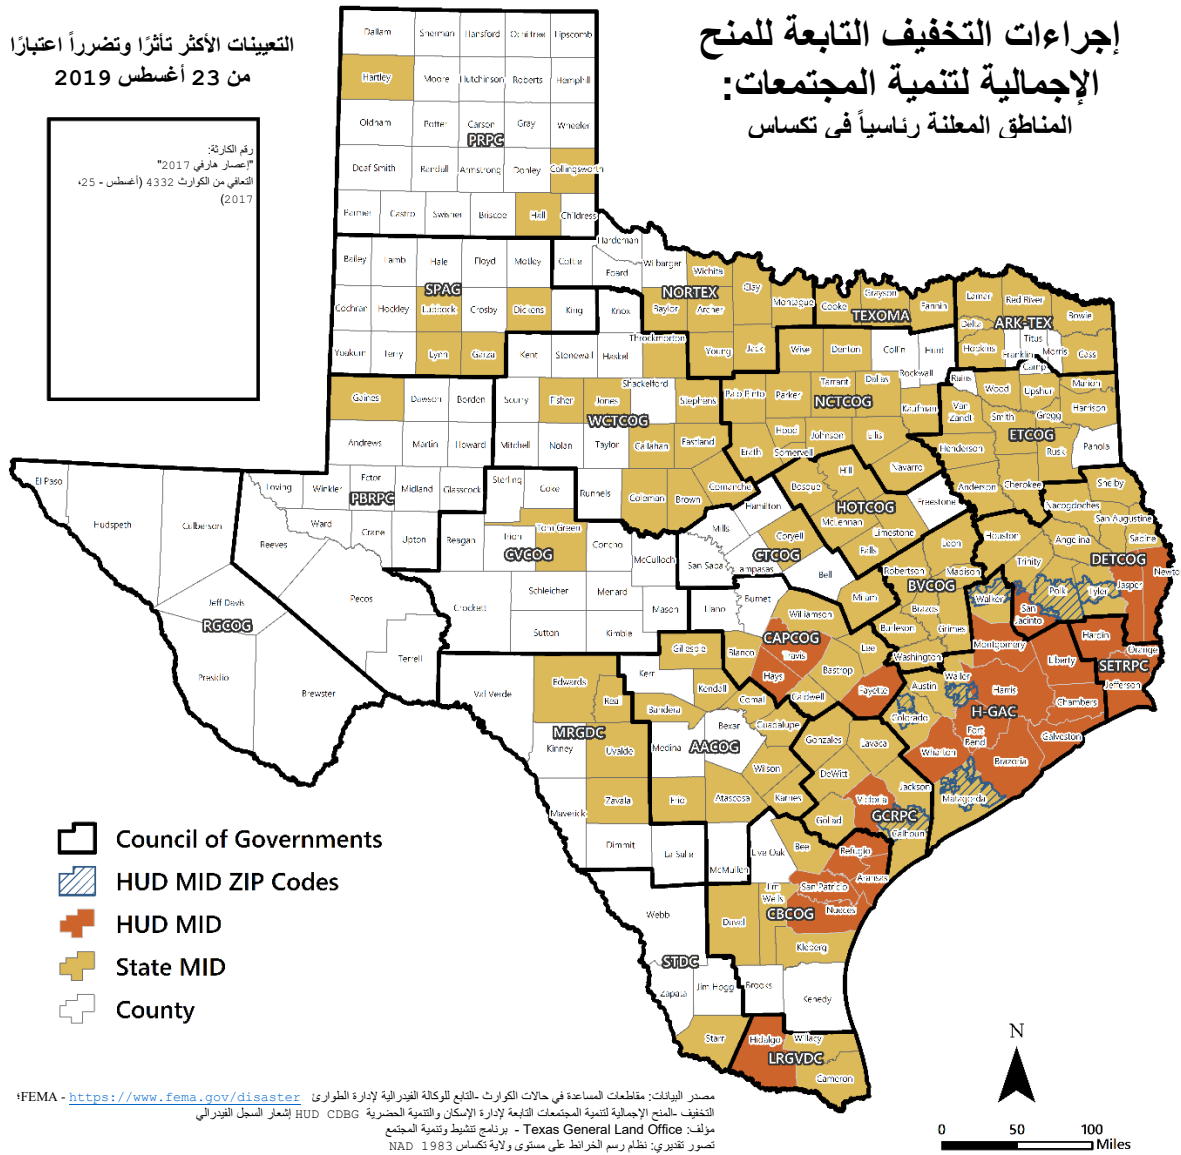 إجراءات التخفيف التابعة للمنح
الإجمالية لتنمية المجتمعات:
المناطق المعلنة رئاسياً في تكساس
التعيينات الأكثر تأثرًا وتضرراً اعتبارًا
من 23 أغسطس 2019
رقم الكارثة:
"إعصار هارفي 2017"
التعافي من الكوارث 4332 (أغسطس - 25،
2017)
Dallam Sherman Hansford Ochiltree Lipscomb
Hartley Moore Hutchinson Roberts Hemphill
Oldham Potter Carson Gray Wheeler
PRPC
Deaf Smith Randall Armstrong Donley Collingsworth
Parmer Castro Swisher Briscoe Hall Childress
Bailey Lamb Hale Floyd Motley Cottle Foard Hardeman Wilbarger Wichita
SPAG NORTEX
Cochran Hockley Lubbock Crosby Dickens King Knox Baylor Archer Clay Montague
Cooke Grayson Fannin Lamar Red River Bowie
TEXOMA ARK-TEX
Delta Hopkins Franklin Titus Morris Cass Camp
Yoakum Terry Lynn Garza Kent Stonewall Haskel Throckmorton Young Jack Wise Denton Collin Hunt Rockwall
Gaines Dawson Borden Scurry Fisher Jones Shackelford Stephens Palo Pinto Parker Tarrant Dallas Kaufman
WCTCOG NCTCOG
Rains Wood Upshur Marion Van Zandt Smith Gregg Harrison
ETCOG
Henderson Rusk Panola Anderson Cherokee
Andrews Martin Howard Mitchell Nolan Taylor Callahan Eastland Erath Hood Somervell Johnson Ellis Navarro
El Paso Hudspeth Culberson Loving Winkler Ector Midland Glasscock Sterling Coke Runnels Coleman Brown Comanche
PBRPC
Ward Crane Upton Reagan Irion Tom Green Concho McCulloch
CVCOG
Bosque Hill McLennan Limestone Freestone Falls
HOTCOG
Hamilton Mills Coryell Lampasas San Saba Bell
CTCOG
Shelby Nacogdoches San Augustine Sabine Houston Angelina Trinity Polk Tyler Jasper Newto San Jacinto
DETCOG
Leon Robertson Madison Brazos Grimes Burleson Washington
BVCOG
Reeves Jeff Davis Pecos Presidio Brewster Terrell
RGCOG
Crockett Schleicher Menard Sutton Kimble Mason
Llano Burnet Williamson Milam Travis Blanco Hays Bastrop Lee Caldwell Fayette
CAPCOG
Walker Montgomery Liberty Austin Waller Harris Chambers Colorado Fort Bend Wharton Brazoria Galveston Matagorda
H-GAC
Hardin Orange Jefferson
SETRPC
Val Verde Edwards Real Kinney Uvalde Maverick Zavala Dimmit La Salle
MRGDC
Gillespie Kerr Kendall Comal Bandera Bexar Guadalupe Medina Wilson Frio Atascosa Karnes McMullen
AACOG
Gonzales Lavaca DeWitt Jackson Victoria Goliad Calhoun
GCRPC
Live Oak Bee Refugio Aransas San Patricio Jim Wells Nueces Duval Kleberg Brooks Kenedy
CBCOG
Webb Zapata Jim Hogg Starr
STDC
Hidalgo Willacy Cameron
LRGVDC
Council of Governments
HUD MID ZIP Codes
HUD MID
State MID
County
N
0 50 100
Miles
مصدر البيانات: مقاطعات المساعدة في حالات الكوارث -التابع للوكالة الفيدرالية لإدارة الطوارئ FEMA - https://www.fema.gov/disaster؛
التخفيف -المنح الإجمالية لتنمية المجتمعات التابعة لإدارة الإسكان والتنمية الحضرية HUD CDBG إشعار السجل الفيدرالي
مؤلف: Texas General Land Office - برنامج تنشيط وتنمية المجتمع
تصور تقديري: نظام رسم الخرائط على مستوى ولاية تكساس NAD 1983